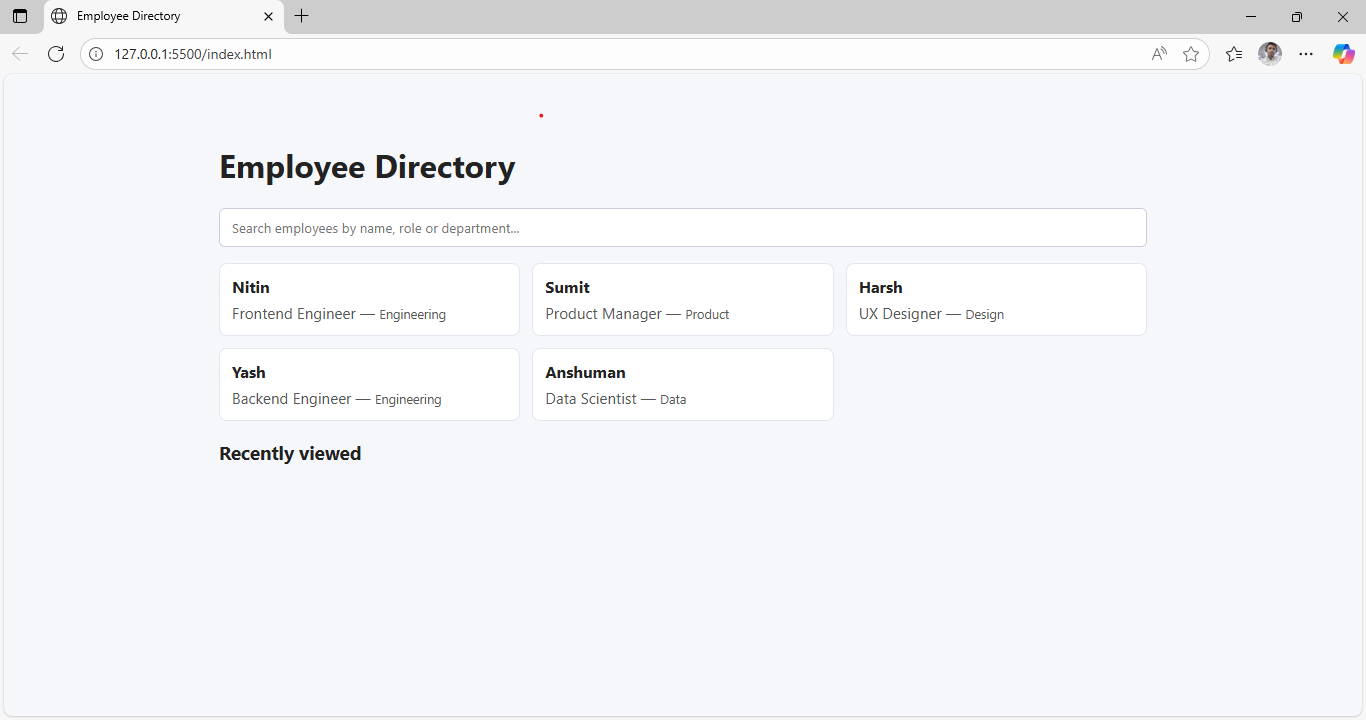 Employee Directory
127.0.0.1:5500/index.html
Employee Directory
Search employees by name, role or department...
Nitin
Frontend Engineer — Engineering
Sumit
Product Manager — Product
Harsh
UX Designer — Design
Yash
Backend Engineer — Engineering
Anshuman
Data Scientist — Data
Recently viewed